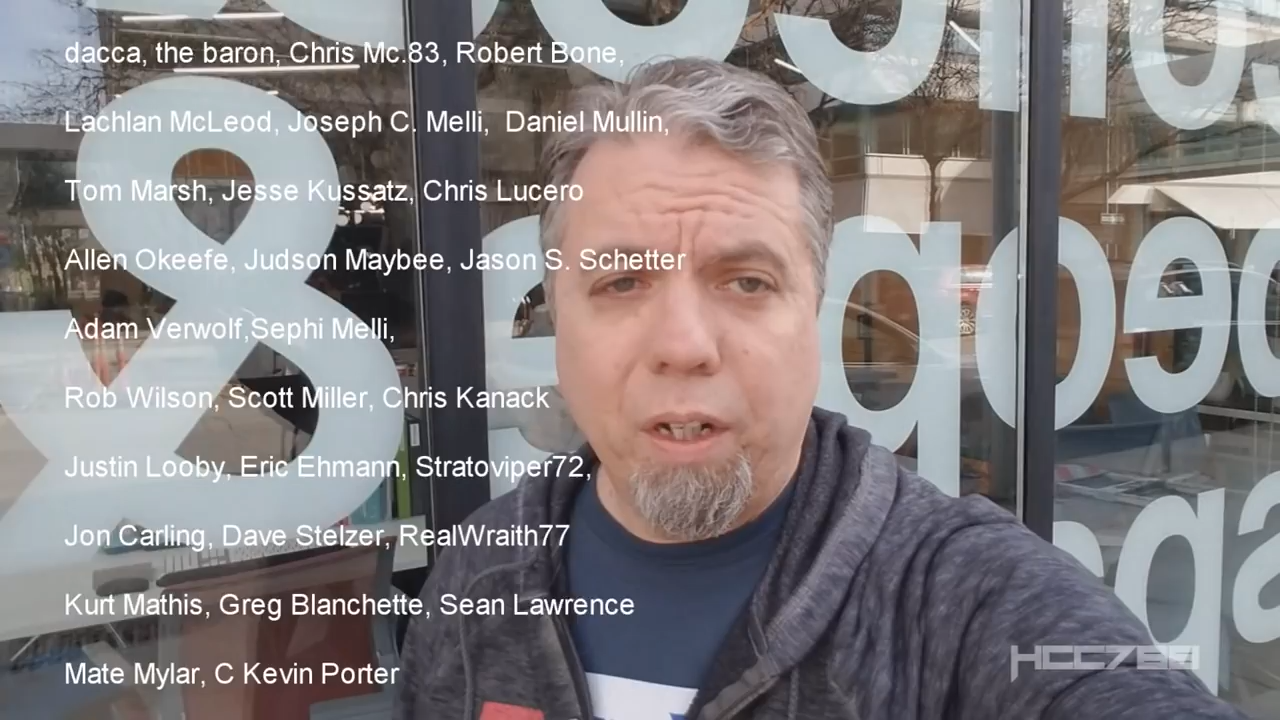 dacca, the baron, Chris Mc.83, Robert Bone,
Lachlan McLeod, Joseph C. Melli, Daniel Mullin,
Tom Marsh, Jesse Kussatz, Chris Lucero
Allen Okeefe, Judson Maybee, Jason S. Schetter
Adam Verwolf,Sephi Melli,
Rob Wilson, Scott Miller, Chris Kanack
Justin Looby, Eric Ehmann, Stratoviper72,
Jon Carling, Dave Stelzer, RealWraith77
Kurt Mathis, Greg Blanchette, Sean Lawrence
Mate Mylar, C Kevin Porter
HCC788
&